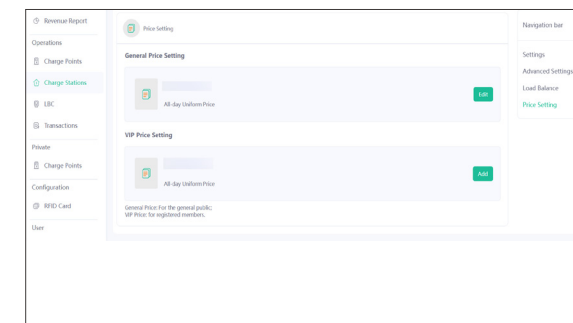 Revenue Report
Operations
Charge Points
Charge Stations
LBC
Transactions
Private
Charge Points
Configuration
RFID Card
User
Price Setting
General Price Setting
All-day Uniform Price
Edit
VIP Price Setting
All-day Uniform Price
Add
General Price: For the general public;
VIP Price: for registered members.
Navigation bar
Settings
Advanced Settings
Load Balance
Price Setting